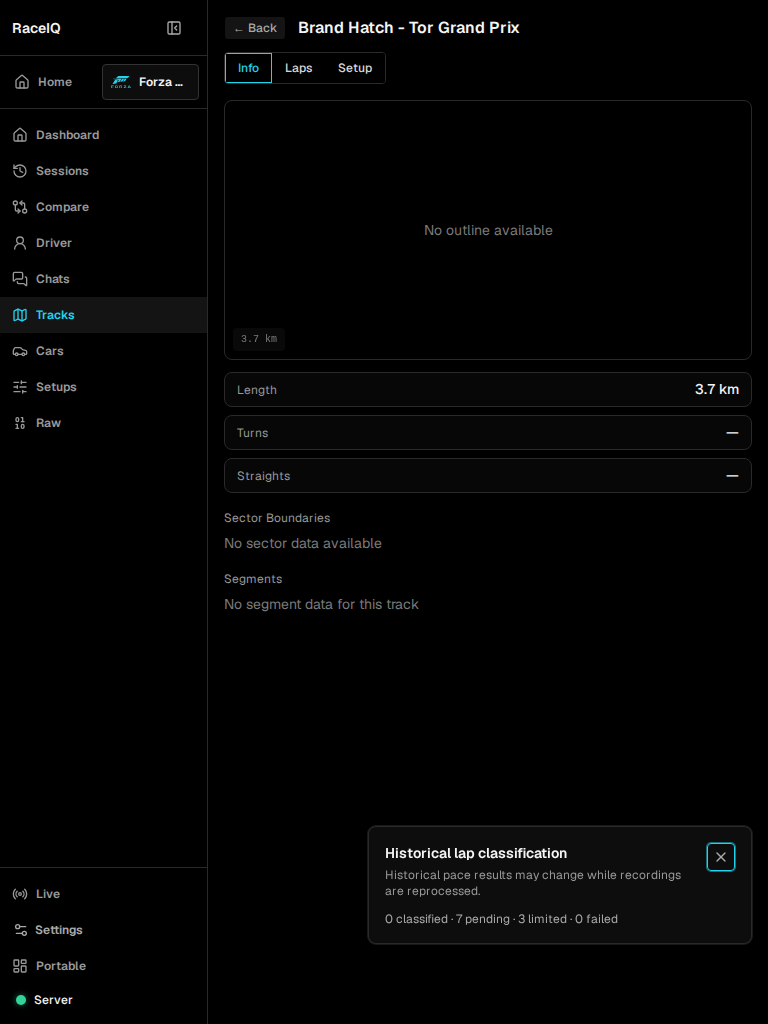 RaceIQ
Home
FORZA
Forza ...
Dashboard
Sessions
Compare
Driver
Chats
Tracks
Cars
Setups
01
10
Raw
Live
Settings
Portable
Server
← Back
Brand Hatch - Tor Grand Prix
Info
Laps
Setup
No outline available
3.7 km
Length
3.7 km
Turns
—
Straights
—
Sector Boundaries
No sector data available
Segments
No segment data for this track
Historical lap classification
Historical pace results may change while recordings
are reprocessed.
0 classified · 7 pending · 3 limited · 0 failed